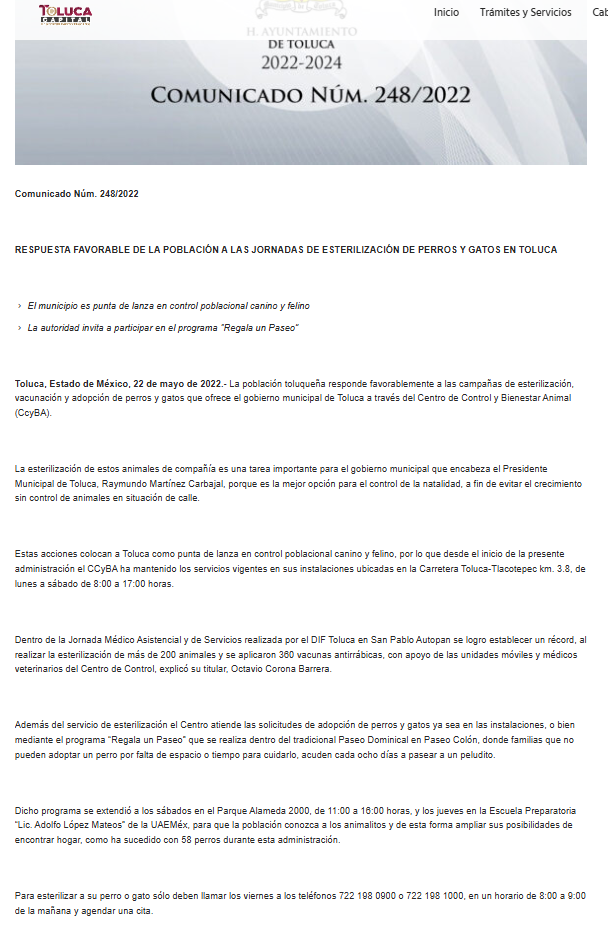 TOLUCA
CAPITAL
Inicio Trámites y Servicios Cab
H. AYUNTAMIENTO
DE TOLUCA
2022-2024
COMUNICADO NÚM. 248/2022
Comunicado Núm. 248/2022
RESPUESTA FAVORABLE DE LA POBLACIÓN A LAS JORNADAS DE ESTERILIZACIÓN DE PERROS Y GATOS EN TOLUCA
› El municipio es punta de lanza en control poblacional canino y felino
› La autoridad invita a participar en el programa "Regala un Paseo"
Toluca, Estado de México, 22 de mayo de 2022.- La población toluqueña responde favorablemente a las campañas de esterilización,
vacunación y adopción de perros y gatos que ofrece el gobierno municipal de Toluca a través del Centro de Control y Bienestar Animal
(CcyBA).
La esterilización de estos animales de compañía es una tarea importante para el gobierno municipal que encabeza el Presidente
Municipal de Toluca, Raymundo Martínez Carbajal, porque es la mejor opción para el control de la natalidad, a fin de evitar el crecimiento
sin control de animales en situación de calle.
Estas acciones colocan a Toluca como punta de lanza en control poblacional canino y felino, por lo que desde el inicio de la presente
administración el CCyBA ha mantenido los servicios vigentes en sus instalaciones ubicadas en la Carretera Toluca-Tlacotepec km. 3.8, de
lunes a sábado de 8:00 a 17:00 horas.
Dentro de la Jornada Médico Asistencial y de Servicios realizada por el DIF Toluca en San Pablo Autopan se logro establecer un récord, al
realizar la esterilización de más de 200 animales y se aplicaron 360 vacunas antirrábicas, con apoyo de las unidades móviles y médicos
veterinarios del Centro de Control, explicó su titular, Octavio Corona Barrera.
Además del servicio de esterilización el Centro atiende las solicitudes de adopción de perros y gatos ya sea en las instalaciones, o bien
mediante el programa "Regala un Paseo" que se realiza dentro del tradicional Paseo Dominical en Paseo Colón, donde familias que no
pueden adoptar un perro por falta de espacio o tiempo para cuidarlo, acuden cada ocho días a pasear a un peludito.
Dicho programa se extendió a los sábados en el Parque Alameda 2000, de 11:00 a 16:00 horas, y los jueves en la Escuela Preparatoria
"Lic. Adolfo López Mateos" de la UAEMéx, para que la población conozca a los animalitos y de esta forma ampliar sus posibilidades de
encontrar hogar, como ha sucedido con 58 perros durante esta administración.
Para esterilizar a su perro o gato sólo deben llamar los viernes a los teléfonos 722 198 0900 o 722 198 1000, en un horario de 8:00 a 9:00
de la mañana y agendar una cita.